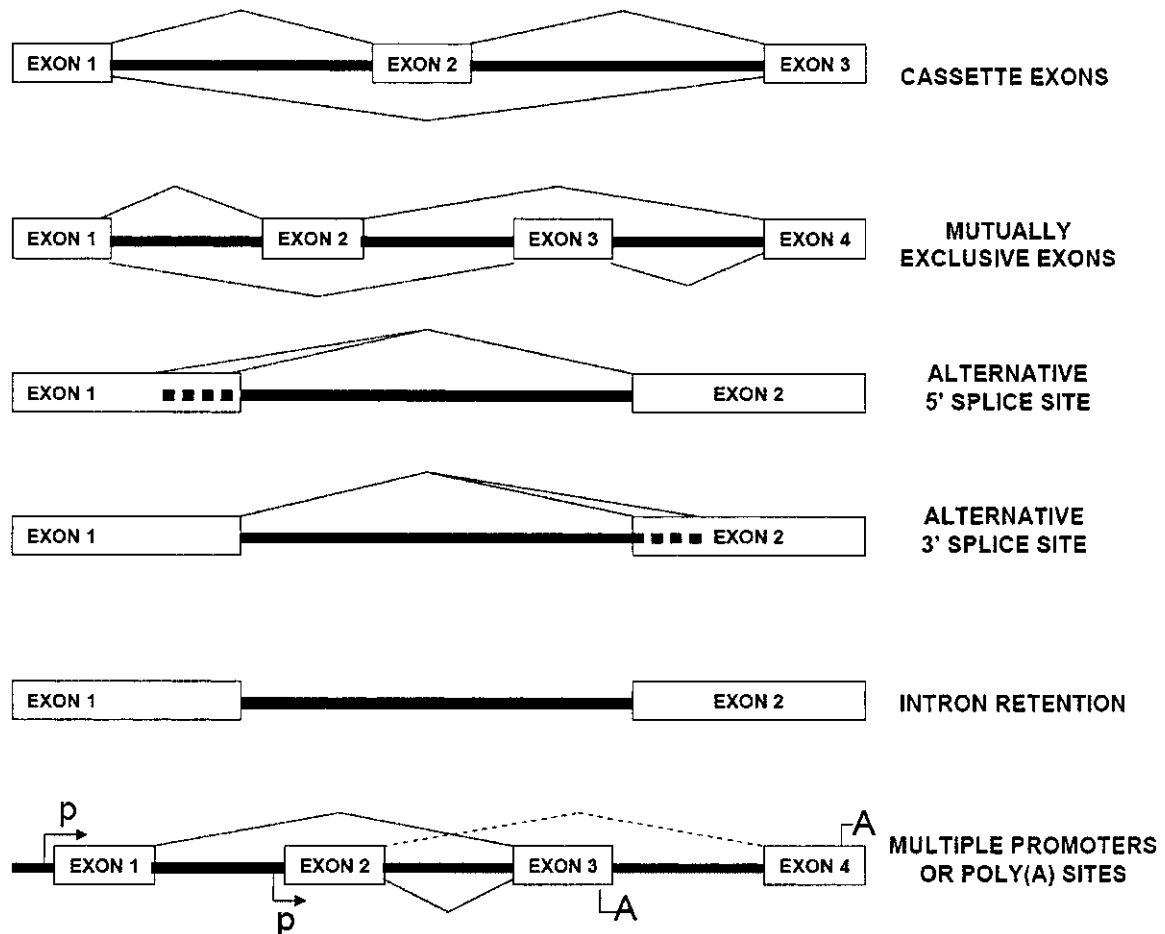 EXON 1 EXON 2 EXON 3
CASSETTE EXONS
EXON 1 EXON 2 EXON 3 EXON 4
MUTUALLY
EXCLUSIVE EXONS
EXON 1 EXON 2
ALTERNATIVE
5' SPLICE SITE
EXON 1 EXON 2
ALTERNATIVE
3' SPLICE SITE
EXON 1 EXON 2
INTRON RETENTION
p
A
EXON 1 EXON 2 EXON 3 EXON 4
p
A
MULTIPLE PROMOTERS
OR POLY(A) SITES